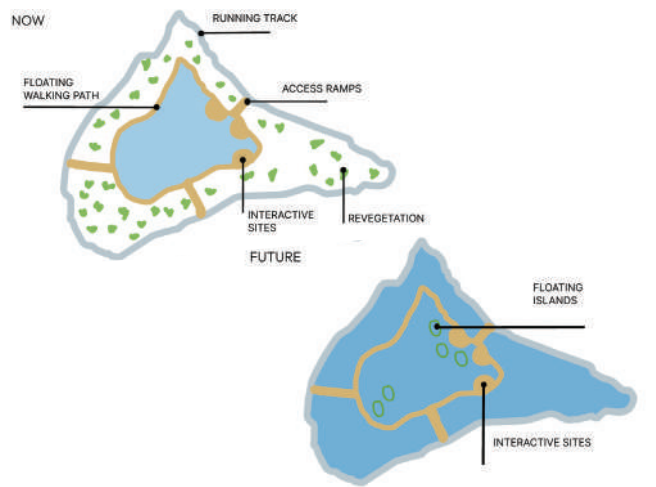 NOW
RUNNING TRACK
FLOATING
WALKING PATH
ACCESS RAMPS
INTERACTIVE
SITES
REVEGETATION
FUTURE
FLOATING
ISLANDS
INTERACTIVE SITES